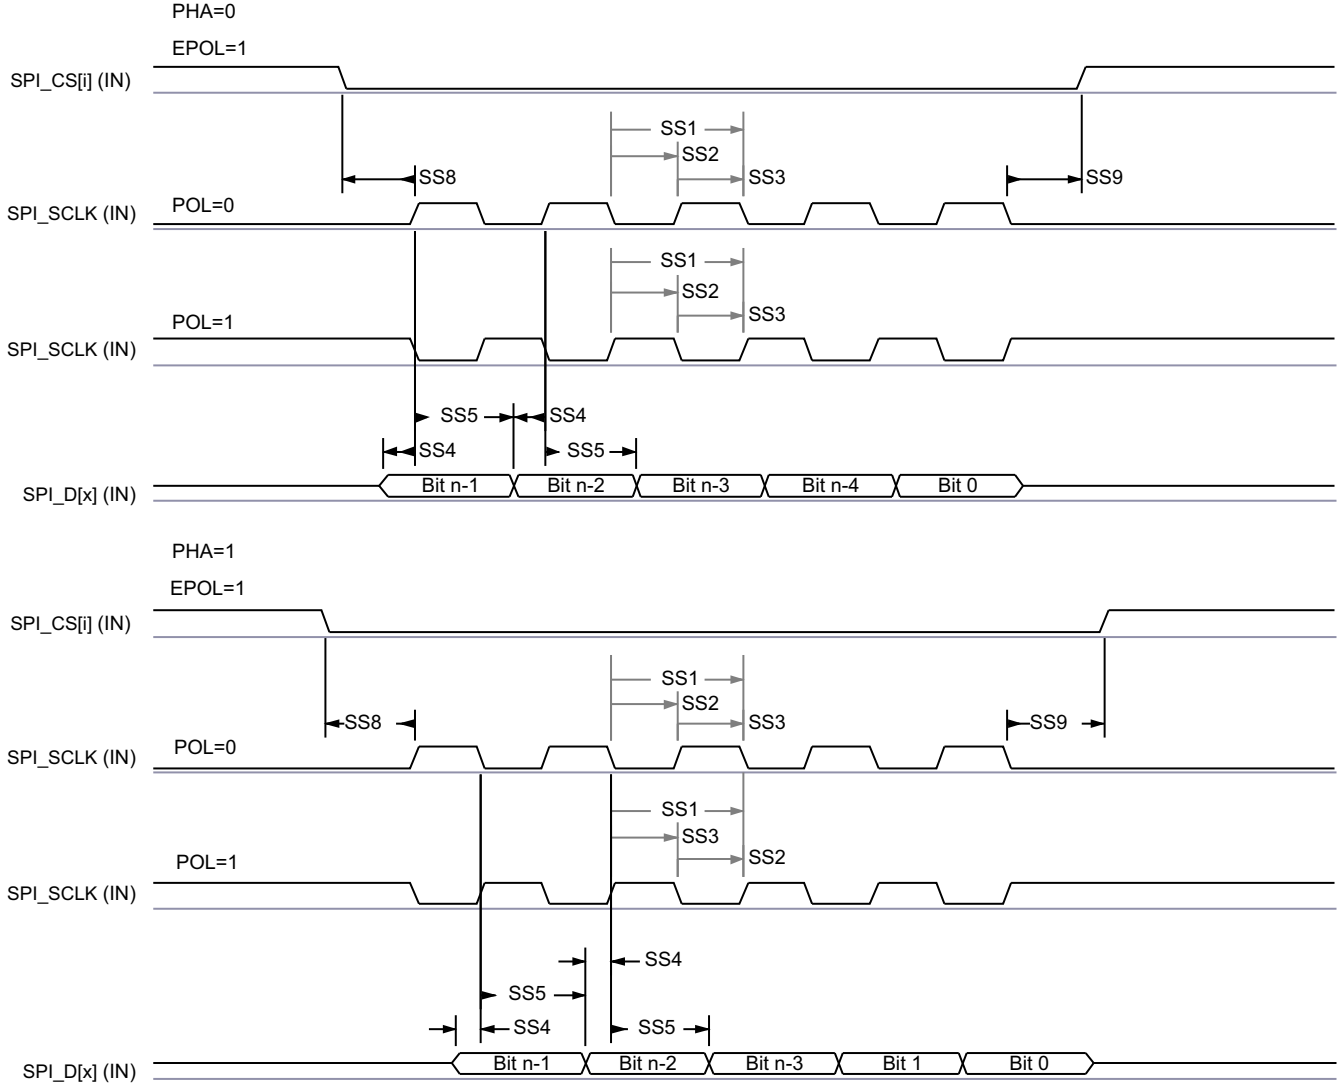 PHA=0
EPOL=1
SPI_CS[i] (IN)
SS1
SS2
SS8
SS3
SS9
POL=0
SPI_SCLK (IN)
SS1
SS2
SS3
POL=1
SPI_SCLK (IN)
SS5 SS4
SS4 SS5
SPI_D[x] (IN) Bit n-1 Bit n-2 Bit n-3 Bit n-4 Bit 0
PHA=1
EPOL=1
SPI_CS[i] (IN)
SS1
SS2
SS8 SS3 SS9
POL=0
SPI_SCLK (IN)
SS1
SS3
SS2
POL=1
SPI_SCLK (IN)
SS4
SS5
SS4 SS5
SPI_D[x] (IN) Bit n-1 Bit n-2 Bit n-3 Bit 1 Bit 0